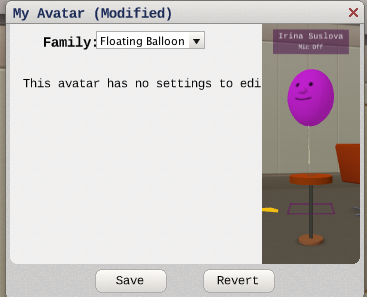 My Avatar (Modified)
Irina Suslova
Mic Off
Family: Floating Balloon
This avatar has no settings to edi
Save
Revert